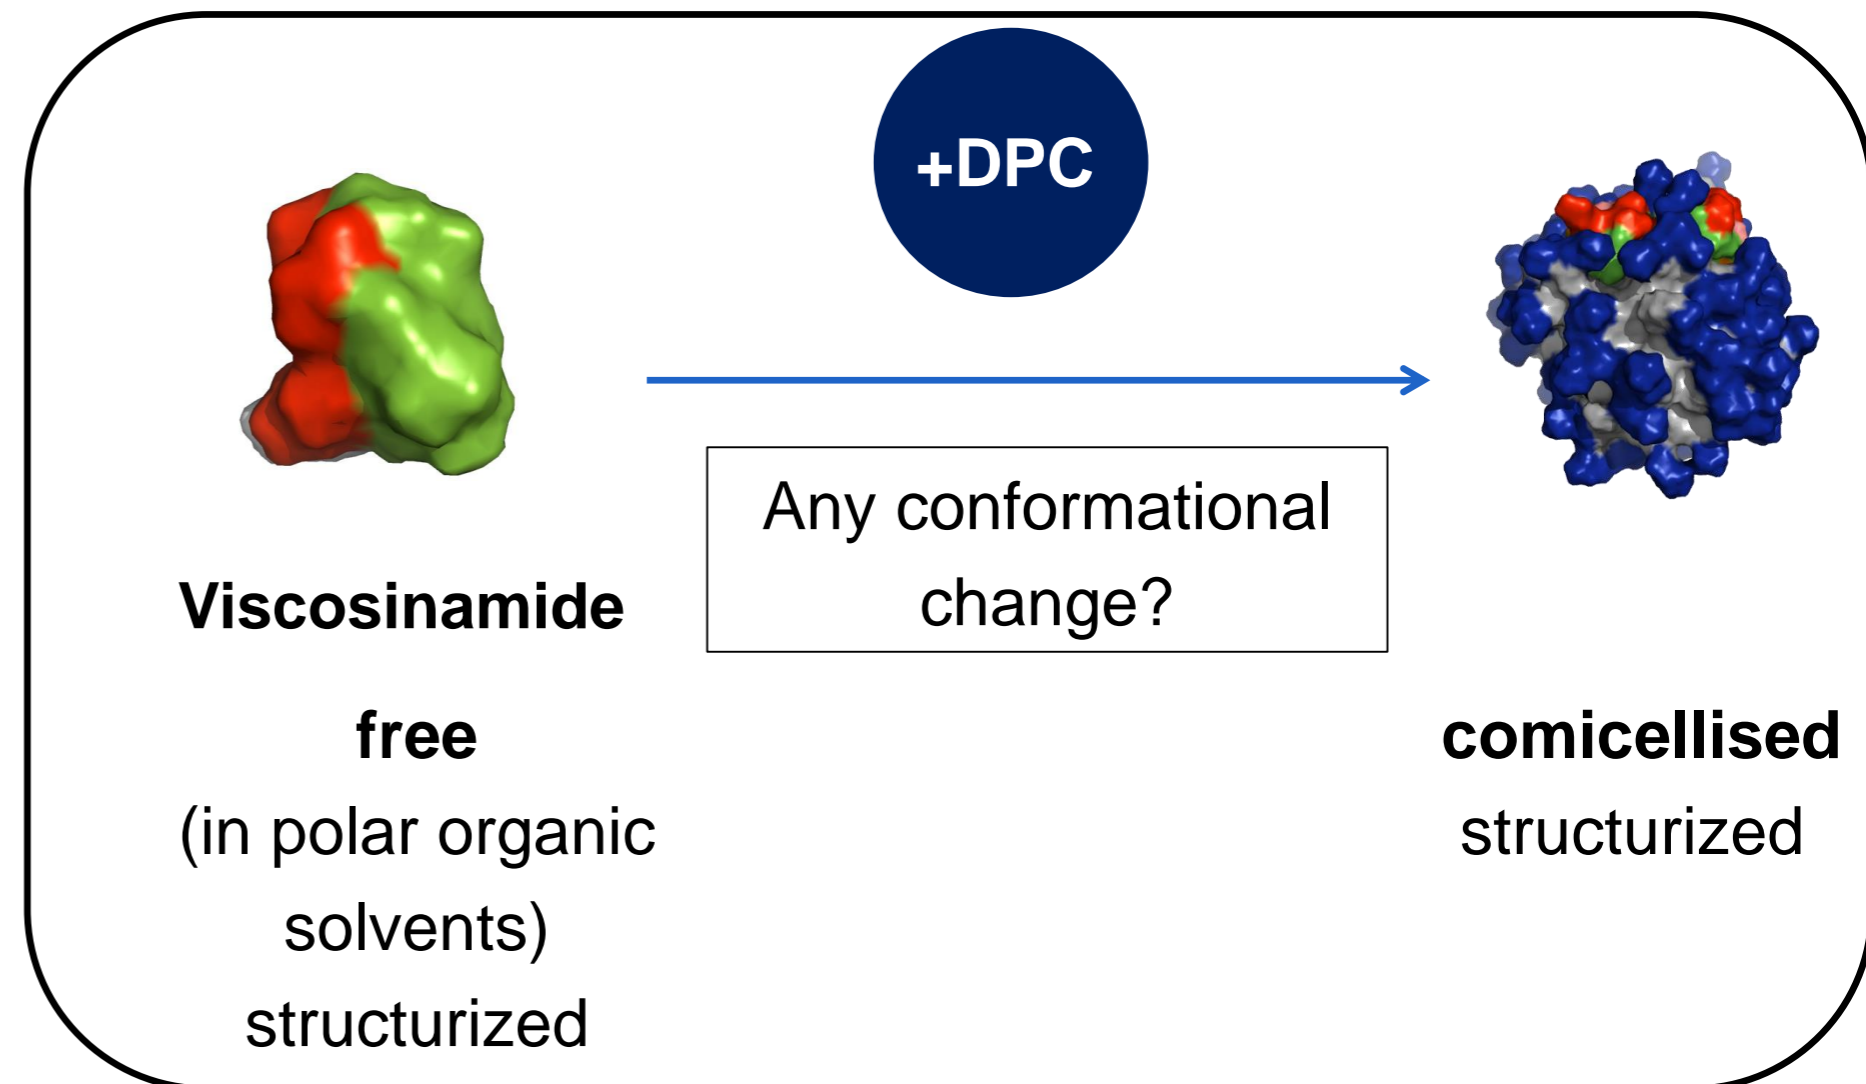 +DPC
Any conformational
change?
Viscosinamide
free
(in polar organic
solvents)
structurized
comicellised
structurized